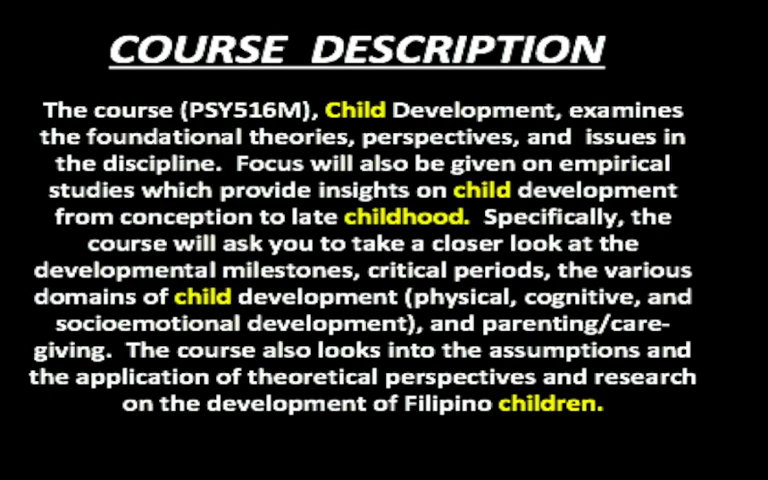 COURSE DESCRIPTION
The course (PSY516M), Child Development, examines
the foundational theories, perspectives, and issues in
the discipline. Focus will also be given on empirical
studies which provide insights on child development
from conception to late childhood. Specifically, the
course will ask you to take a closer look at the
developmental milestones, critical periods, the various
domains of child development (physical, cognitive, and
socioemotional development), and parenting/care-
giving. The course also looks into the assumptions and
the application of theoretical perspectives and research
on the development of Filipino children.